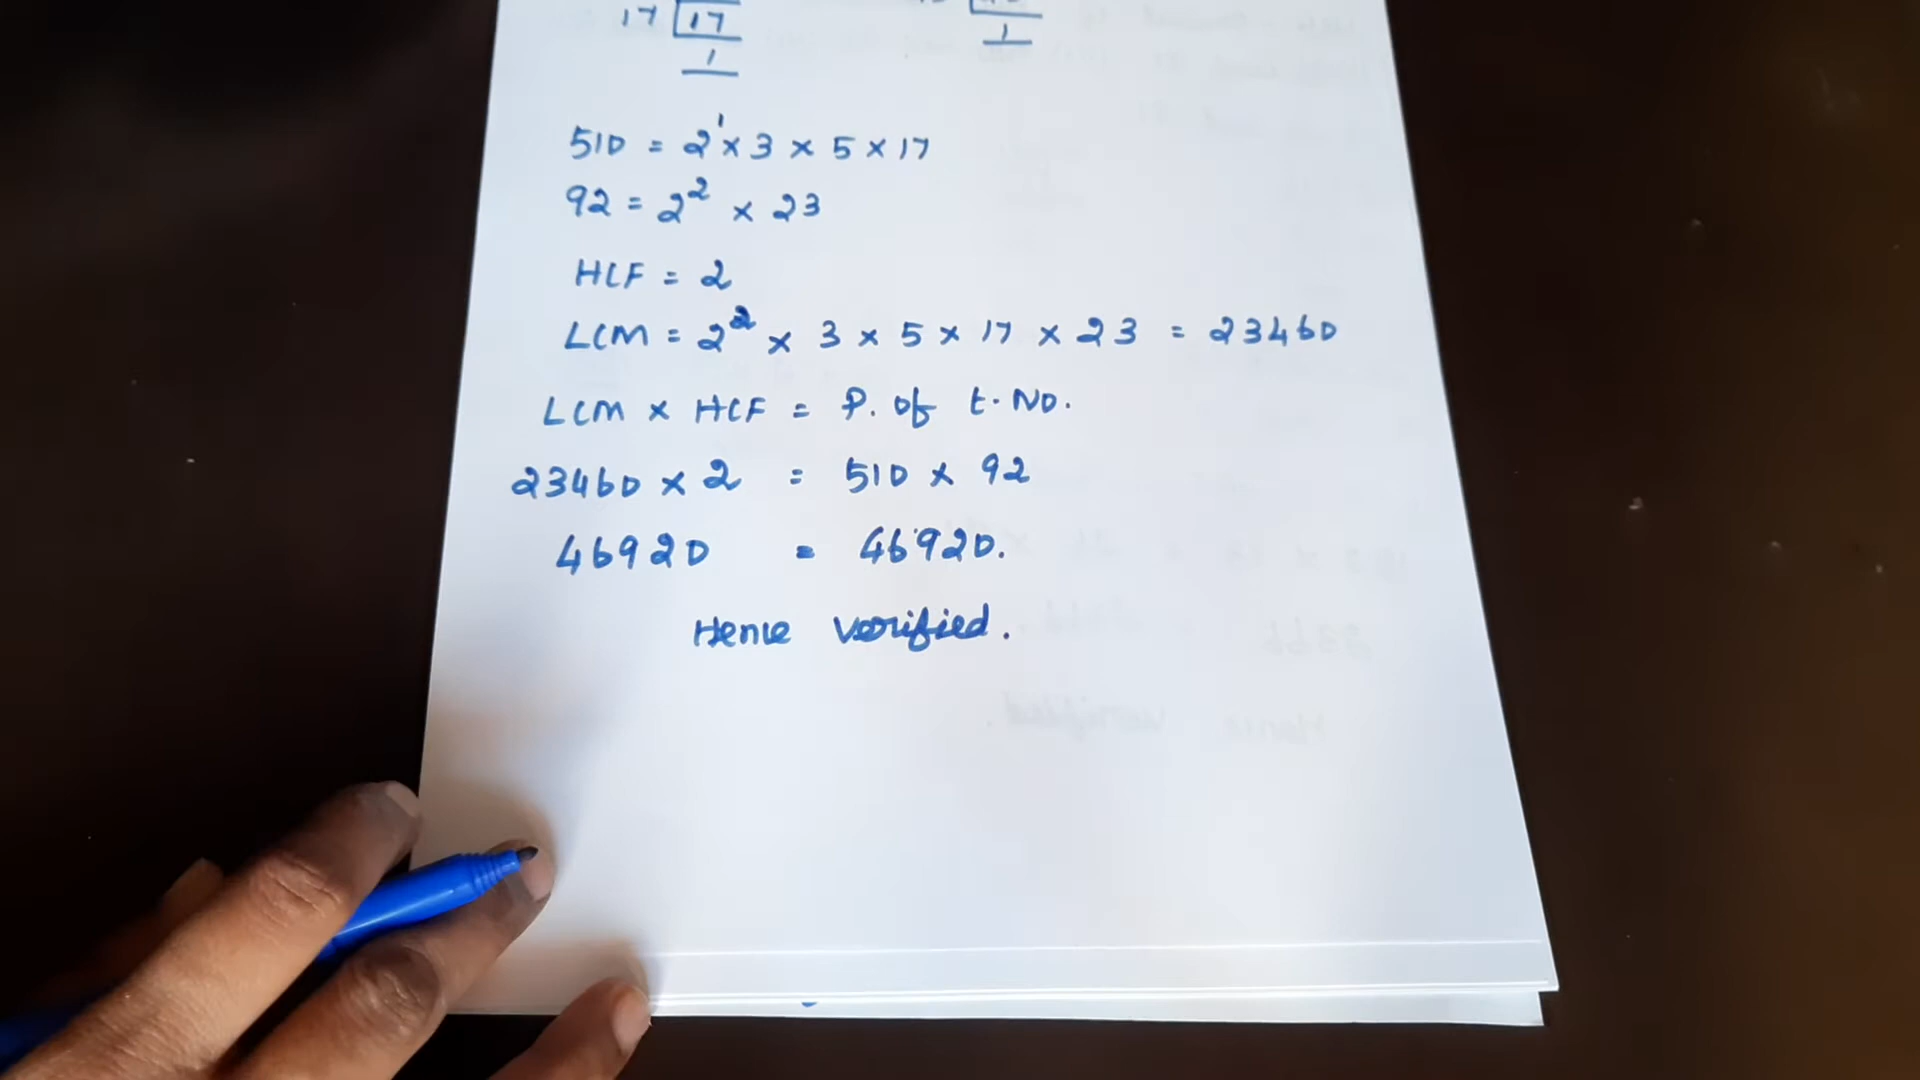 17 17 1
1
510 = 2¹ × 3 × 5 × 17
92 = 2² × 23
HCF = 2
LCM = 2² × 3 × 5 × 17 × 23 = 23460
LCM × HCF = P. of t. No.
23460 × 2 = 510 × 92
46920 = 46920.
Hence verified.